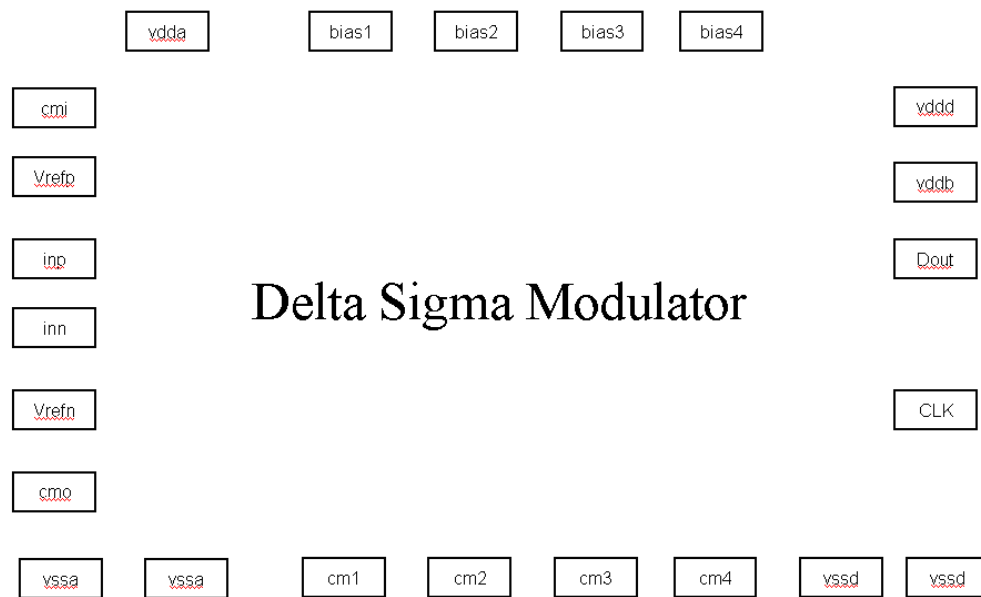 vdda bias1 bias2 bias3 bias4
cmi vddd
Vrefp vddb
inp Dout
Delta Sigma Modulator
inn
Vrefn CLK
cmo
vssa vssa cm1 cm2 cm3 cm4 vssd vssd